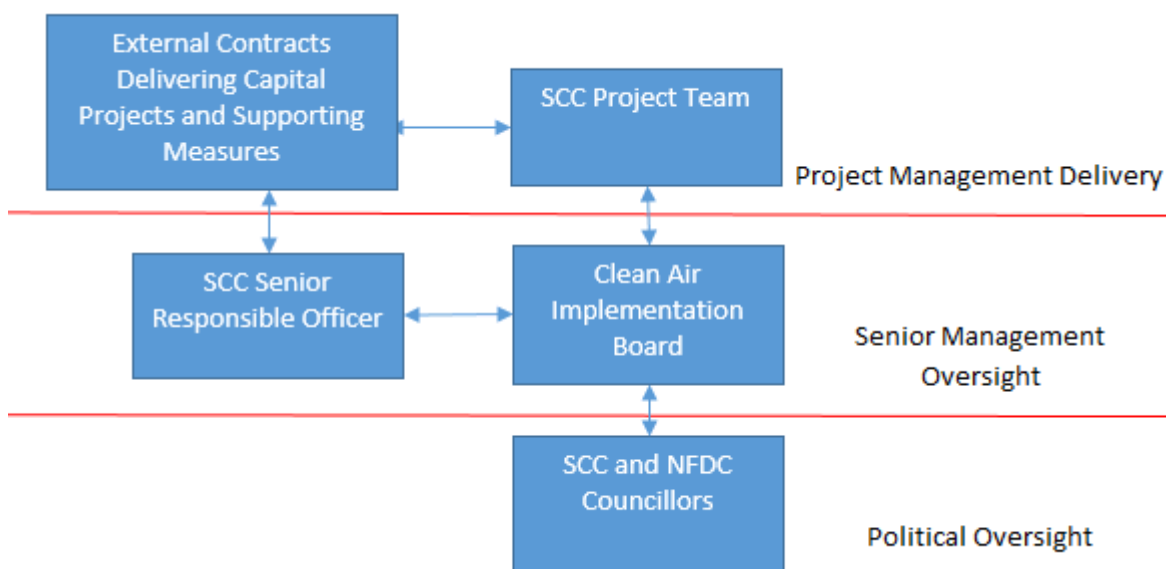 External Contracts
Delivering Capital
Projects and Supporting
Measures
SCC Project Team
Project Management Delivery
SCC Senior
Responsible Officer
Clean Air
Implementation
Board
Senior Management
Oversight
SCC and NFDC
Councillors
Political Oversight